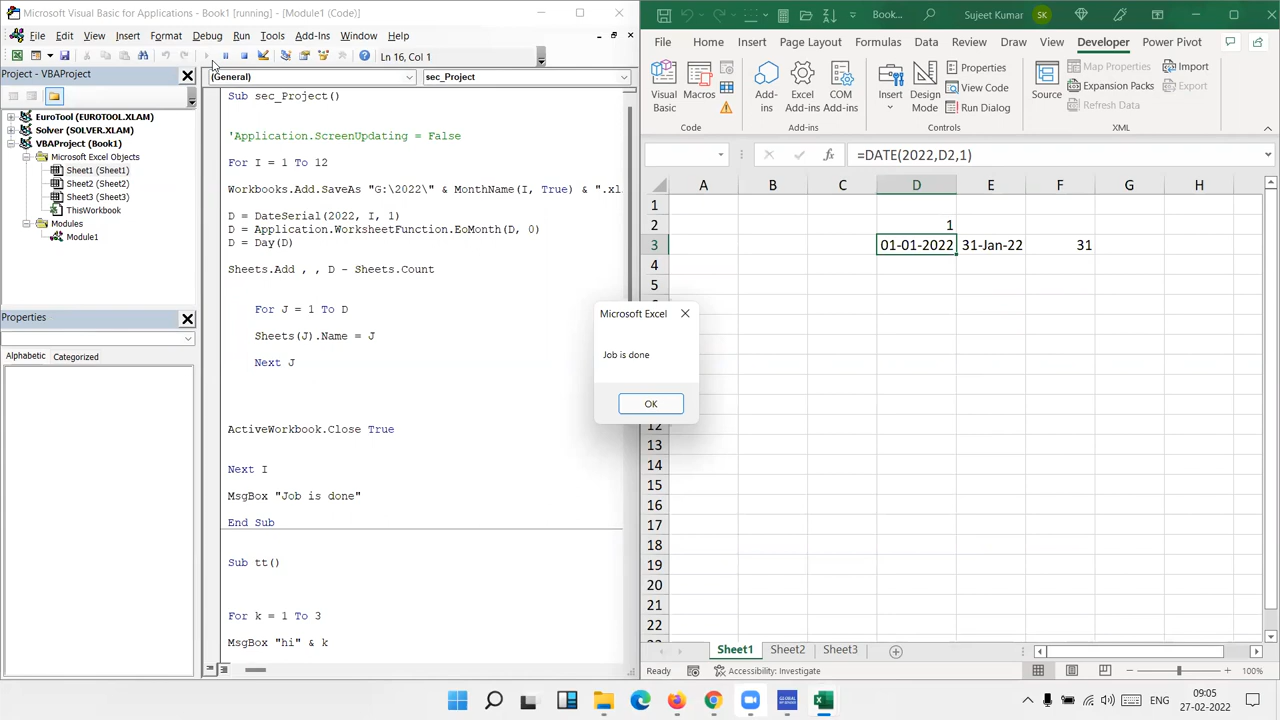 Microsoft Visual Basic for Applications - Book1 [running] - [Module1 (Code)]
File Edit View Insert Format Debug Run Tools Add-Ins Window Help
Ln 16, Col 1
Project - VBAProject
EuroTool (EUROTOOL.XLAM)
Solver (SOLVER.XLAM)
VBAProject (Book1)
Microsoft Excel Objects
Sheet1 (Sheet1)
Sheet2 (Sheet2)
Sheet3 (Sheet3)
ThisWorkbook
Modules
Module1
Properties
Alphabetic Categorized
(General) sec_Project
Sub sec_Project()
'Application.ScreenUpdating = False
For I = 1 To 12
Workbooks.Add.SaveAs "G:\2022\" & MonthName(I, True) & ".xl
D = DateSerial(2022, I, 1)
D = Application.WorksheetFunction.EoMonth(D, 0)
D = Day(D)
Sheets.Add , , D - Sheets.Count
For J = 1 To D
Sheets(J).Name = J
Next J
ActiveWorkbook.Close True
Next I
MsgBox "Job is done"
End Sub
Sub tt()
For k = 1 To 3
MsgBox "hi" & k
Microsoft Excel
Job is done
OK
Book... Sujeet Kumar SK
File Home Insert Page Layout Formulas Data Review View Developer Power Pivot
Visual Basic
Macros
Code
Add-ins
Excel Add-ins
COM Add-ins
Add-ins
Insert
Design Mode
Properties
View Code
Run Dialog
Controls
Source
Map Properties
Expansion Packs
Refresh Data
Import
Export
XML
fx =DATE(2022,D2,1)
A B C D E F G H
1
2 1
3 01-01-2022 31-Jan-22 31
4
5
12
13
14
15
16
17
18
19
20
21
22
Sheet1 Sheet2 Sheet3
Ready Accessibility: Investigate 100%
ENG
09:05
27-02-2022